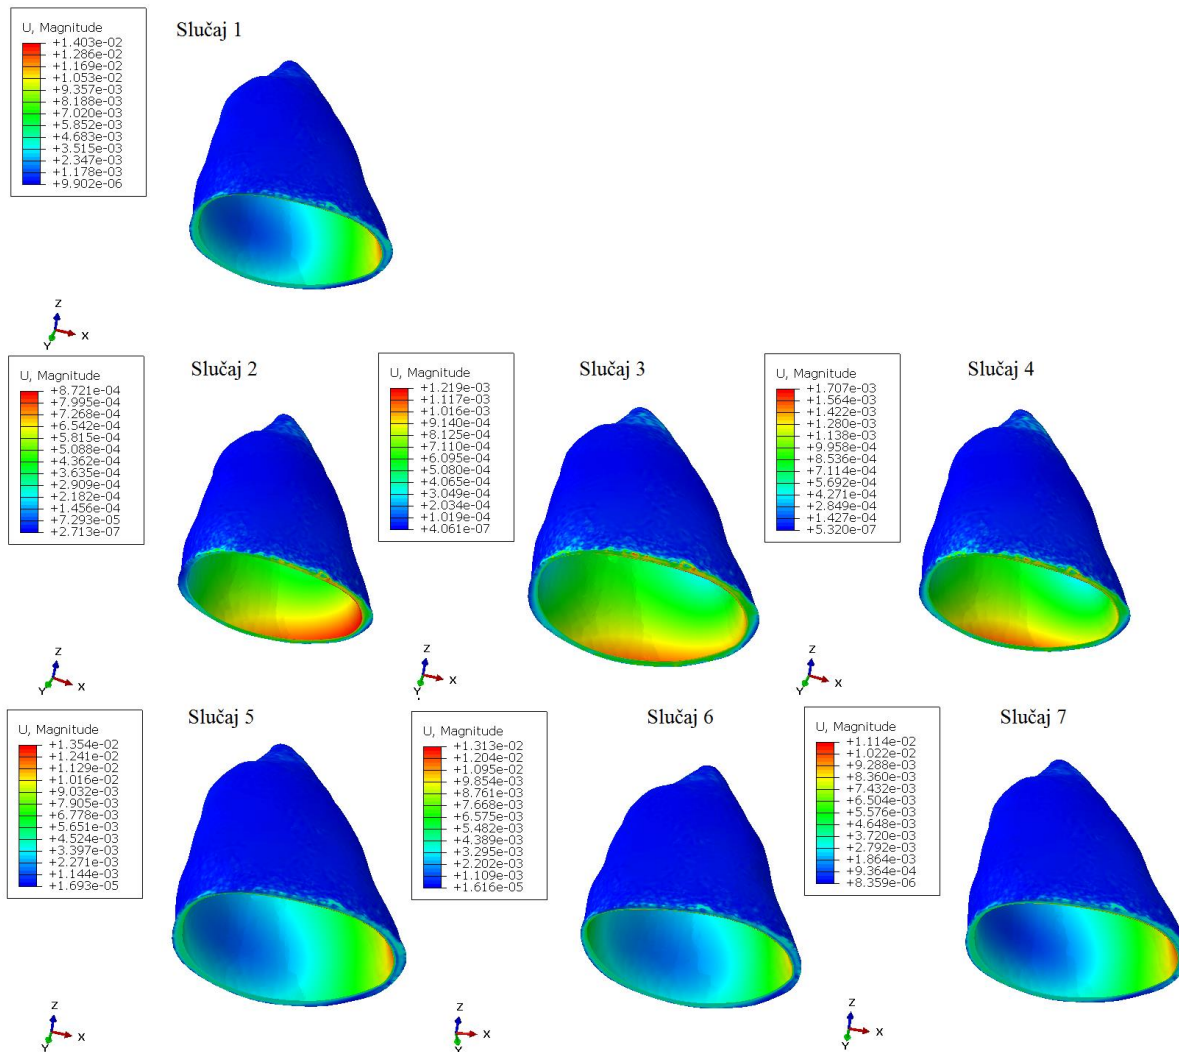 Slučaj 1
U, Magnitude
+1.403e-02
+1.286e-02
+1.169e-02
+1.053e-02
+9.357e-03
+8.188e-03
+7.020e-03
+5.852e-03
+4.683e-03
+3.515e-03
+2.347e-03
+1.178e-03
+9.902e-06
Z
X
Y
Slučaj 2
U, Magnitude
+8.721e-04
+7.995e-04
+7.268e-04
+6.542e-04
+5.815e-04
+5.088e-04
+4.362e-04
+3.635e-04
+2.909e-04
+2.182e-04
+1.456e-04
+7.293e-05
+2.713e-07
Z
X
Y
Slučaj 3
U, Magnitude
+1.219e-03
+1.117e-03
+1.016e-03
+9.140e-04
+8.125e-04
+7.110e-04
+6.095e-04
+5.080e-04
+4.065e-04
+3.049e-04
+2.034e-04
+1.019e-04
+4.061e-07
Z
X
Y
Slučaj 4
U, Magnitude
+1.707e-03
+1.564e-03
+1.422e-03
+1.280e-03
+1.138e-03
+9.958e-04
+8.536e-04
+7.114e-04
+5.692e-04
+4.271e-04
+2.849e-04
+1.427e-04
+5.320e-07
Z
X
Y
Slučaj 5
U, Magnitude
+1.354e-02
+1.241e-02
+1.129e-02
+1.016e-02
+9.032e-03
+7.905e-03
+6.778e-03
+5.651e-03
+4.524e-03
+3.397e-03
+2.271e-03
+1.144e-03
+1.693e-05
Z
X
Y
Slučaj 6
U, Magnitude
+1.313e-02
+1.204e-02
+1.095e-02
+9.854e-03
+8.761e-03
+7.668e-03
+6.575e-03
+5.482e-03
+4.389e-03
+3.295e-03
+2.202e-03
+1.109e-03
+1.616e-05
Z
X
Y
Slučaj 7
U, Magnitude
+1.114e-02
+1.022e-02
+9.288e-03
+8.360e-03
+7.432e-03
+6.504e-03
+5.576e-03
+4.648e-03
+3.720e-03
+2.792e-03
+1.864e-03
+9.364e-04
+8.359e-06
Z
X
Y